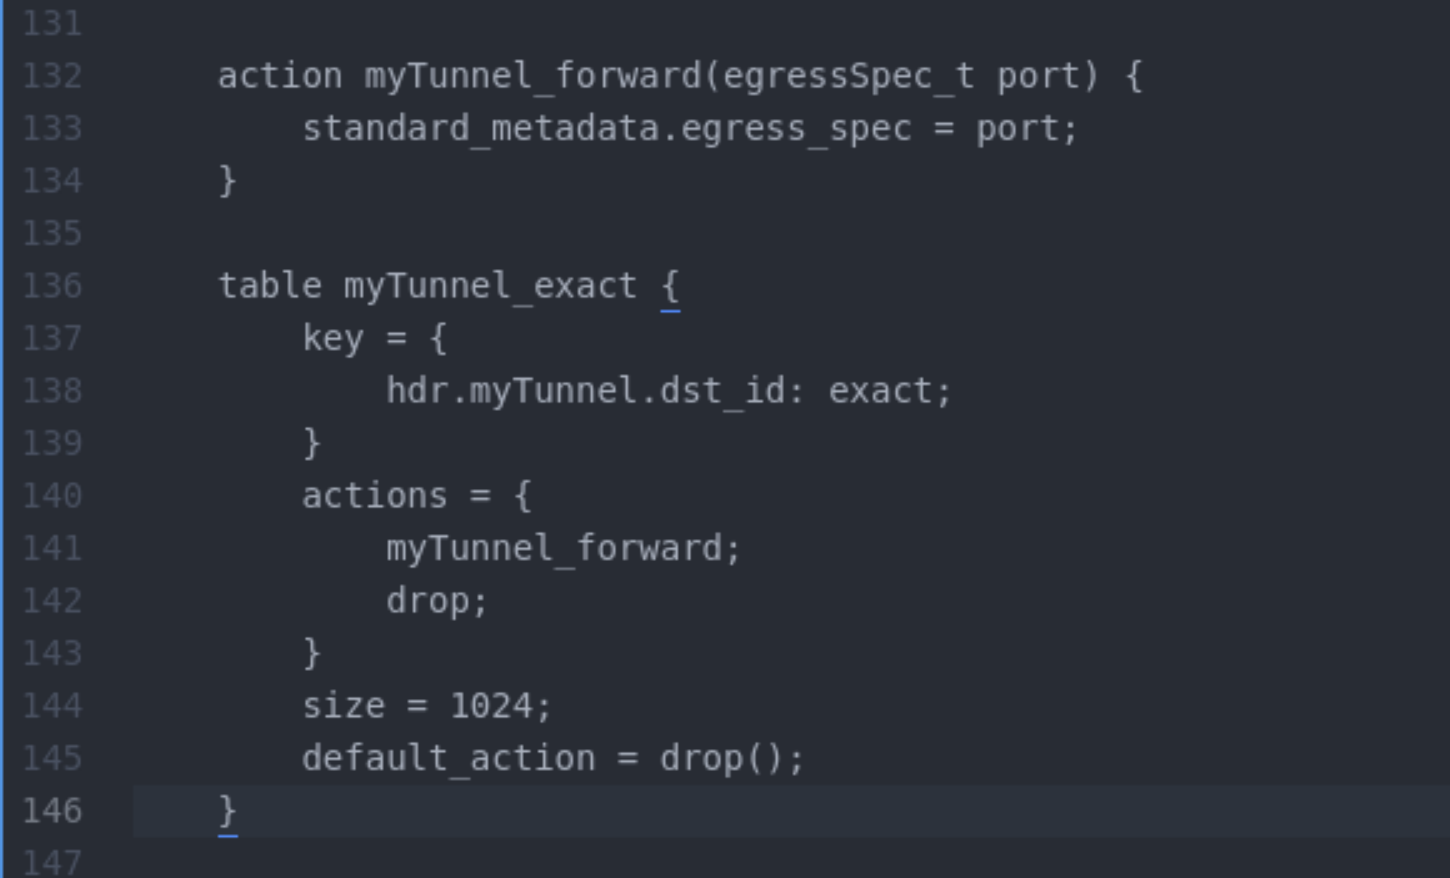 131
132 action myTunnel_forward(egressSpec_t port) {
133 standard_metadata.egress_spec = port;
134 }
135
136 table myTunnel_exact {
137 key = {
138 hdr.myTunnel.dst_id: exact;
139 }
140 actions = {
141 myTunnel_forward;
142 drop;
143 }
144 size = 1024;
145 default_action = drop();
146 }
147